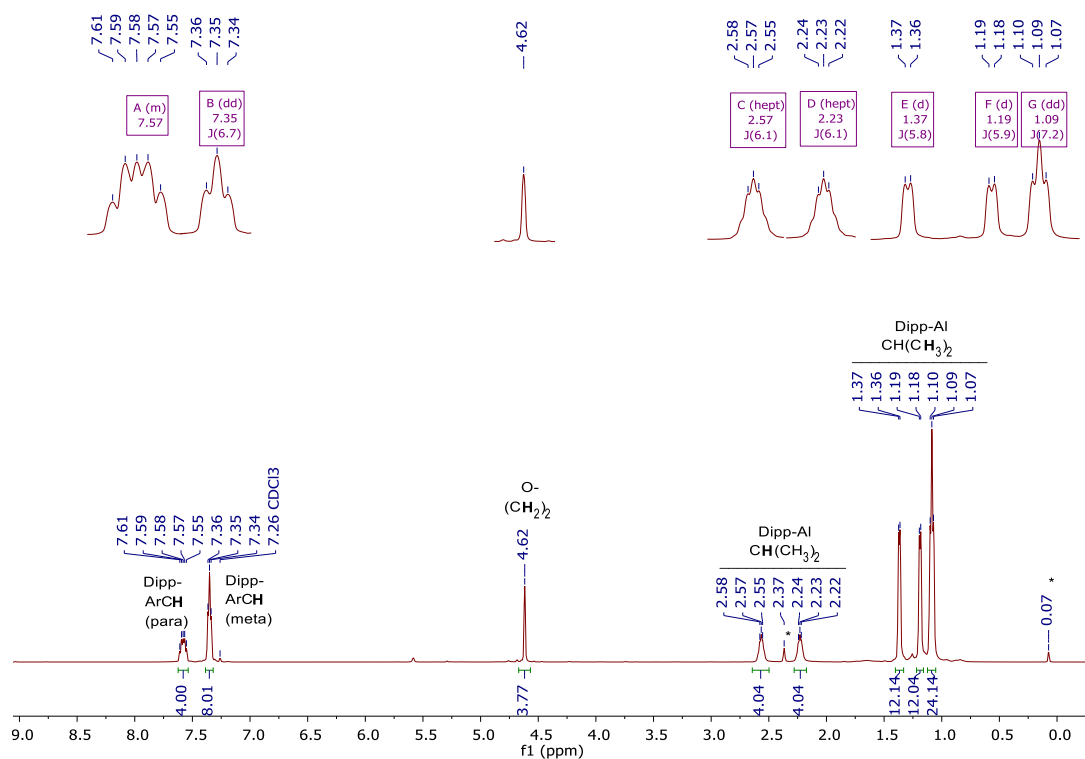 7.61
7.59
7.58
7.57
7.55
7.36
7.35
7.34
4.62
2.58
2.57
2.55
2.24
2.23
2.22
1.37
1.36
1.19
1.18
1.10
1.09
1.07
A (m)
7.57
B (dd)
7.35
J(6.7)
C (hept)
2.57
J(6.1)
D (hept)
2.23
J(6.1)
E (d)
1.37
J(5.8)
F (d)
1.19
J(5.9)
G (dd)
1.09
J(7.2)
Dipp-Al
CH(CH3)2
1.37
1.36
1.19
1.18
1.10
1.09
1.07
7.61
7.59
7.58
7.57
7.55
7.36
7.35
7.34
7.26 CDCl3
Dipp-
ArCH
(para)
Dipp-
ArCH
(meta)
O-
(CH2)2
4.62
Dipp-Al
CH(CH3)2
2.58
2.57
2.55
2.37
*
2.24
2.23
2.22
0.07
*
4.00
8.01
3.77
4.04
4.04
12.14
12.04
24.14
9.0 8.5 8.0 7.5 7.0 6.5 6.0 5.5 5.0 4.5 4.0 3.5 3.0 2.5 2.0 1.5 1.0 0.5 0.0
f1 (ppm)